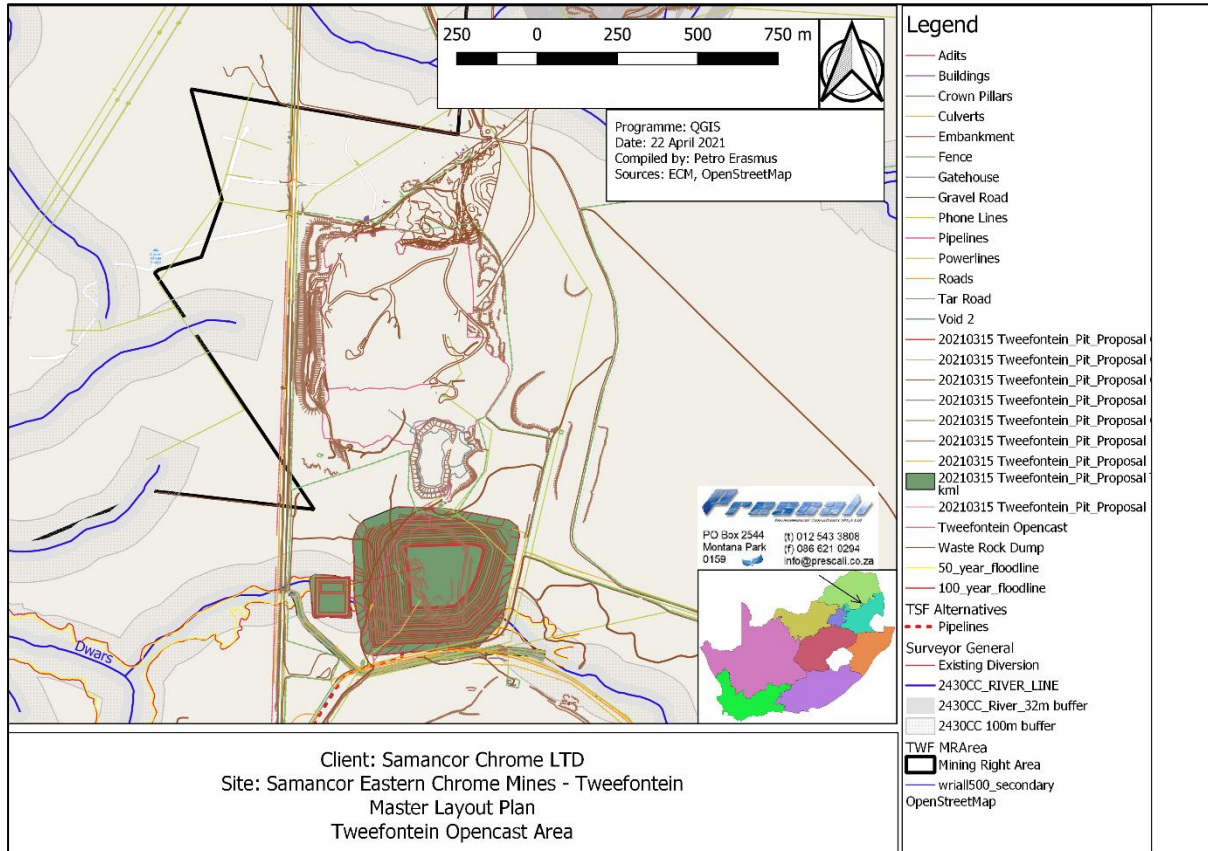 250 0 250 500 750 m
Programme: QGIS
Date: 22 April 2021
Compiled by: Petro Erasmus
Sources: ECM, OpenStreetMap
Dwars
Prescali
Environmental Consultants (Pty) Ltd
PO Box 2544
Montana Park
0159
(t) 012 543 3808
(f) 086 621 0294
info@prescali.co.za
Client: Samancor Chrome LTD
Site: Samancor Eastern Chrome Mines - Tweefontein
Master Layout Plan
Tweefontein Opencast Area
Legend
Adits
Buildings
Crown Pillars
Culverts
Embankment
Fence
Gatehouse
Gravel Road
Phone Lines
Pipelines
Powerlines
Roads
Tar Road
Void 2
20210315 Tweefontein_Pit_Proposal
20210315 Tweefontein_Pit_Proposal
20210315 Tweefontein_Pit_Proposal
20210315 Tweefontein_Pit_Proposal
20210315 Tweefontein_Pit_Proposal
20210315 Tweefontein_Pit_Proposal
20210315 Tweefontein_Pit_Proposal
20210315 Tweefontein_Pit_Proposal
kml
20210315 Tweefontein_Pit_Proposal
Tweefontein Opencast
Waste Rock Dump
50_year_floodline
100_year_floodline
TSF Alternatives
Pipelines
Surveyor General
Existing Diversion
2430CC_RIVER_LINE
2430CC_River_32m buffer
2430CC 100m buffer
TWF MRArea
Mining Right Area
wriall500_secondary
OpenStreetMap